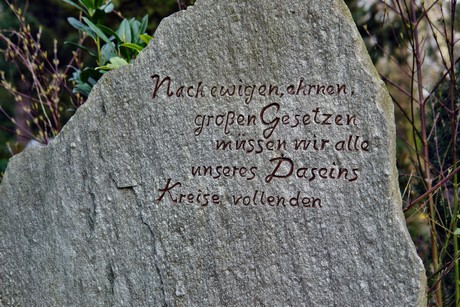 Nach ewigen, ehrnen,
großen Gesetzen
müssen wir alle
unseres Daseins
Kreise vollenden